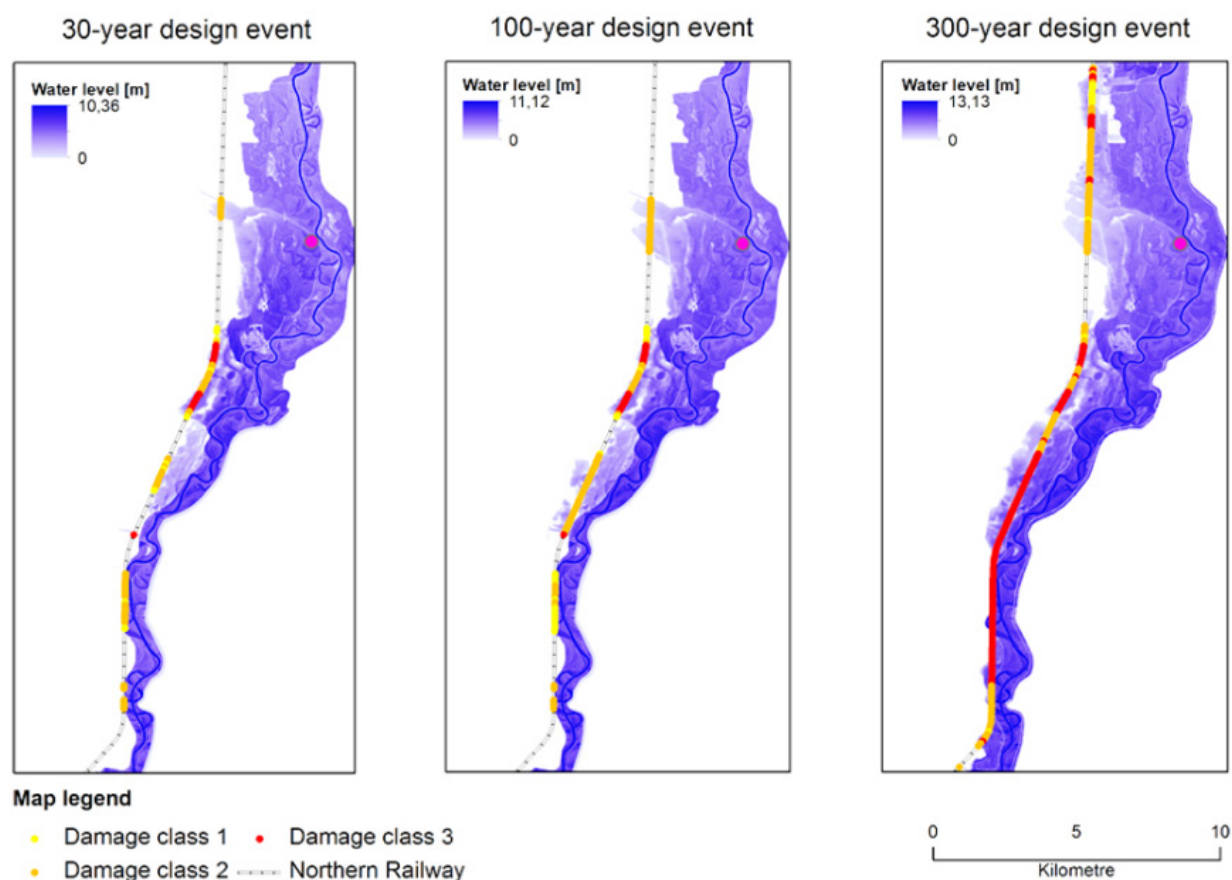 30-year design event
100-year design event
300-year design event
Water level [m]
10,36
0
Water level [m]
11,12
0
Water level [m]
13,13
0
Map legend
Damage class 1
Damage class 3
Damage class 2
Northern Railway
0 5 10
Kilometre